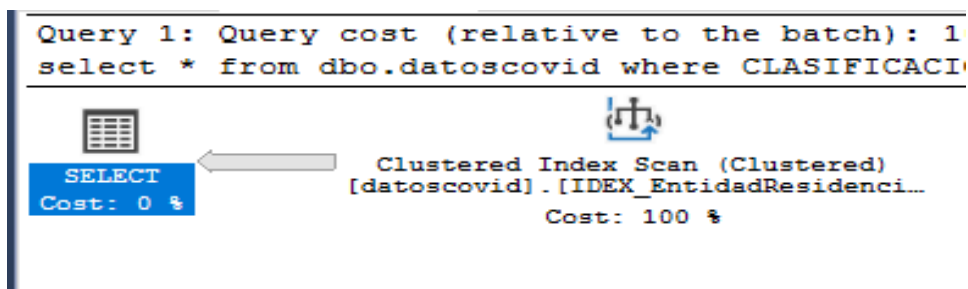 Query 1: Query cost (relative to the batch): 1
select * from dbo.datoscovid where CLASIFICACI
SELECT
Cost: 0 %
Clustered Index Scan (Clustered)
[datoscovid].[IDEX_EntidadResidenci…
Cost: 100 %